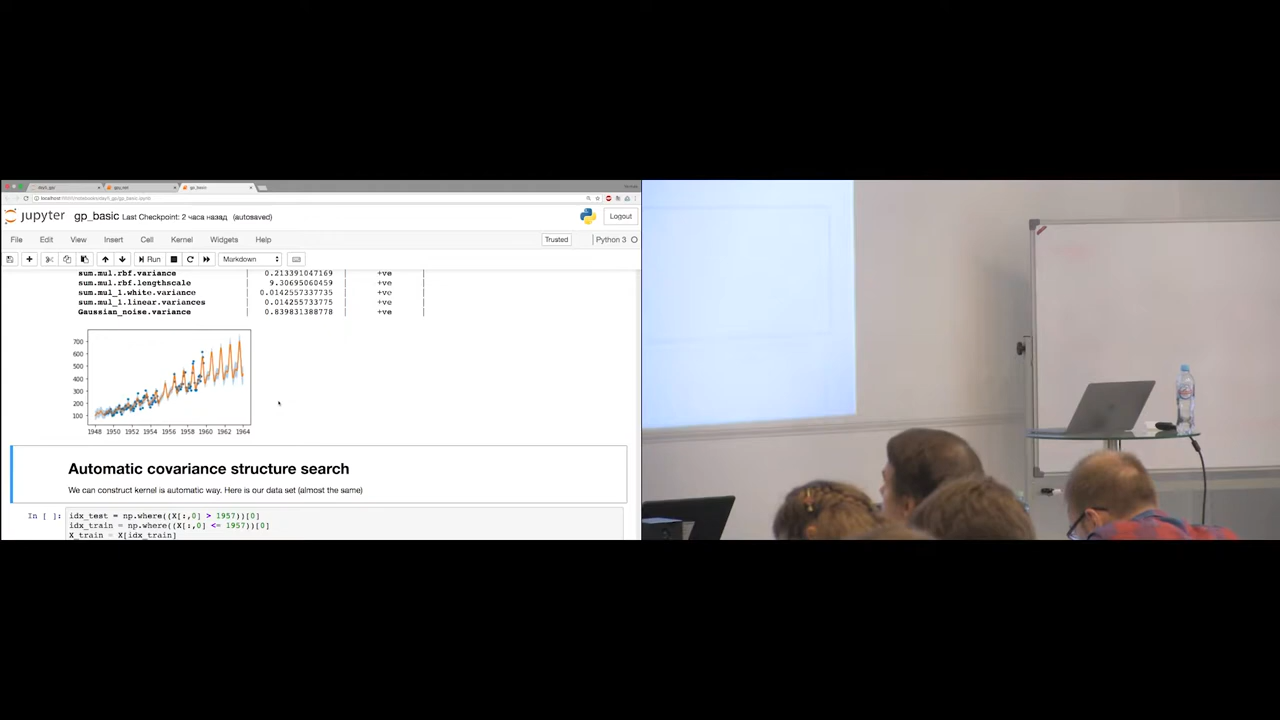 gp_basic
jupyter gp_basic Last Checkpoint: 2 часа назад (autosaved)
Logout
File Edit View Insert Cell Kernel Widgets Help
Trusted
Python 3
Run
Markdown
sum.mul.rbf.variance | 0.213391047169 | +ve |
sum.mul.rbf.lengthscale | 9.30695060459 | +ve |
sum.mul_1.white.variance | 0.0142557337735 | +ve |
sum.mul_1.linear.variances | 0.014255733775 | +ve |
Gaussian_noise.variance | 0.839831388778 | +ve |
700
600
500
400
300
200
100
1948 1950 1952 1954 1956 1958 1960 1962 1964
Automatic covariance structure search
We can construct kernel is automatic way. Here is our data set (almost the same)
In [ ]: idx_test = np.where((X[:,0] > 1957))[0]
idx_train = np.where((X[:,0] <= 1957))[0]
X_train = X[idx_train]